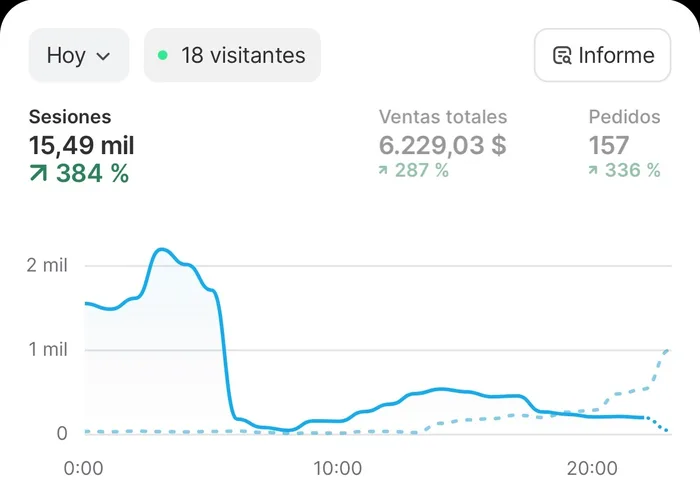 Hoy
18 visitantes
Informe
Sesiones
15,49 mil
384 %
Ventas totales
6.229,03 $
287 %
Pedidos
157
336 %
2 mil
1 mil
0
0:00 10:00 20:00